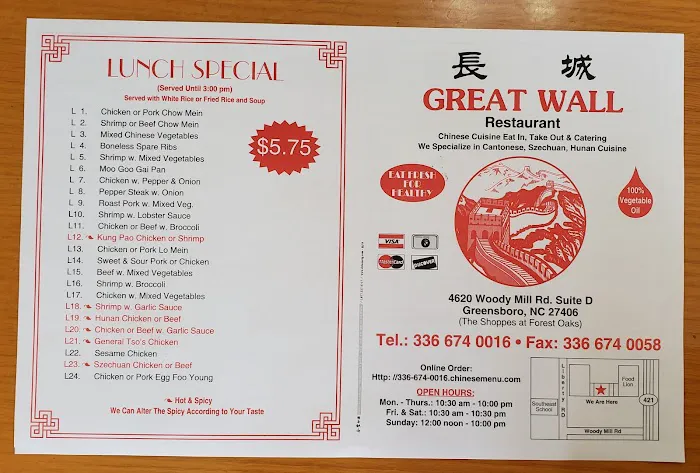 LUNCH SPECIAL
(Served Until 3:00 pm)
Served with White Rice or Fried Rice and Soup
$5.75
L 1. Chicken or Pork Chow Mein
L 2. Shrimp or Beef Chow Mein
L 3. Mixed Chinese Vegetables
L 4. Boneless Spare Ribs
L 5. Shrimp w. Mixed Vegetables
L 6. Moo Goo Gai Pan
L 7. Chicken w. Pepper & Onion
L 8. Pepper Steak w. Onion
L 9. Roast Pork w. Mixed Veg.
L10. Shrimp w. Lobster Sauce
L11. Chicken or Beef w. Broccoli
L12. Kung Pao Chicken or Shrimp
L13. Chicken or Pork Lo Mein
L14. Sweet & Sour Pork or Chicken
L15. Beef w. Mixed Vegetables
L16. Shrimp w. Broccoli
L17. Chicken w. Mixed Vegetables
L18. Shrimp w. Garlic Sauce
L19. Hunan Chicken or Beef
L20. Chicken or Beef w. Garlic Sauce
L21. General Tso's Chicken
L22. Sesame Chicken
L23. Szechuan Chicken or Beef
L24. Chicken or Pork Egg Foo Young
Hot & Spicy
We Can Alter The Spicy According to Your Taste
長 城
GREAT WALL
Restaurant
Chinese Cuisine Eat In, Take Out & Catering
We Specialize in Cantonese, Szechuan, Hunan Cuisine
EAT FRESH
FOR
HEALTHY
100%
Vegetable
Oil
VISA
MasterCard
DISCOVER
4620 Woody Mill Rd. Suite D
Greensboro, NC 27406
(The Shoppes at Forest Oaks)
Tel.: 336 674 0016 • Fax: 336 674 0058
Online Order:
Http: //336-674-0016.chinesemenu.com
OPEN HOURS:
Mon. - Thurs.: 10:30 am - 10:00 pm
Fri. & Sat.: 10:30 am - 10:30 pm
Sunday: 12:00 noon - 10:00 pm
Southeast
School
Liberty RD
Food
Lion
We Are Here
421
Woody Mill Rd